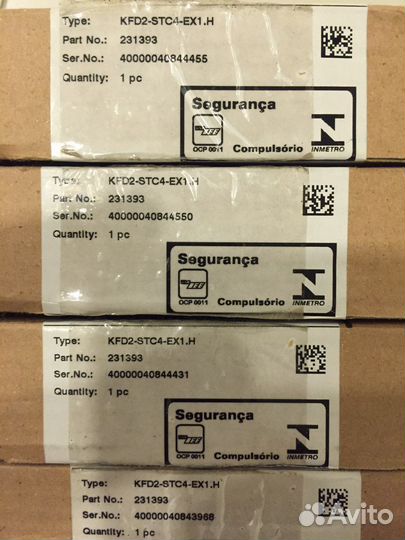 Type: KFD2-STC4-EX1.H
Part No.: 231393
Ser.No.: 40000040844455
Quantity: 1 pc
Segurança
OCP 0011 Compulsório INMETRO
Type: KFD2-STC4-EX1.H
Part No.: 231393
Ser.No.: 40000040844550
Quantity: 1 pc
Segurança
OCP 0011 Compulsório INMETRO
Type: KFD2-STC4-EX1.H
Part No.: 231393
Ser.No.: 40000040844431
Quantity: 1 pc
Segurança
OCP 0011 Compulsório INMETRO
Type: KFD2-STC4-EX1.H
Part No.: 231393
Ser.No.: 40000040843968
Quantity: 1 pc
Avito